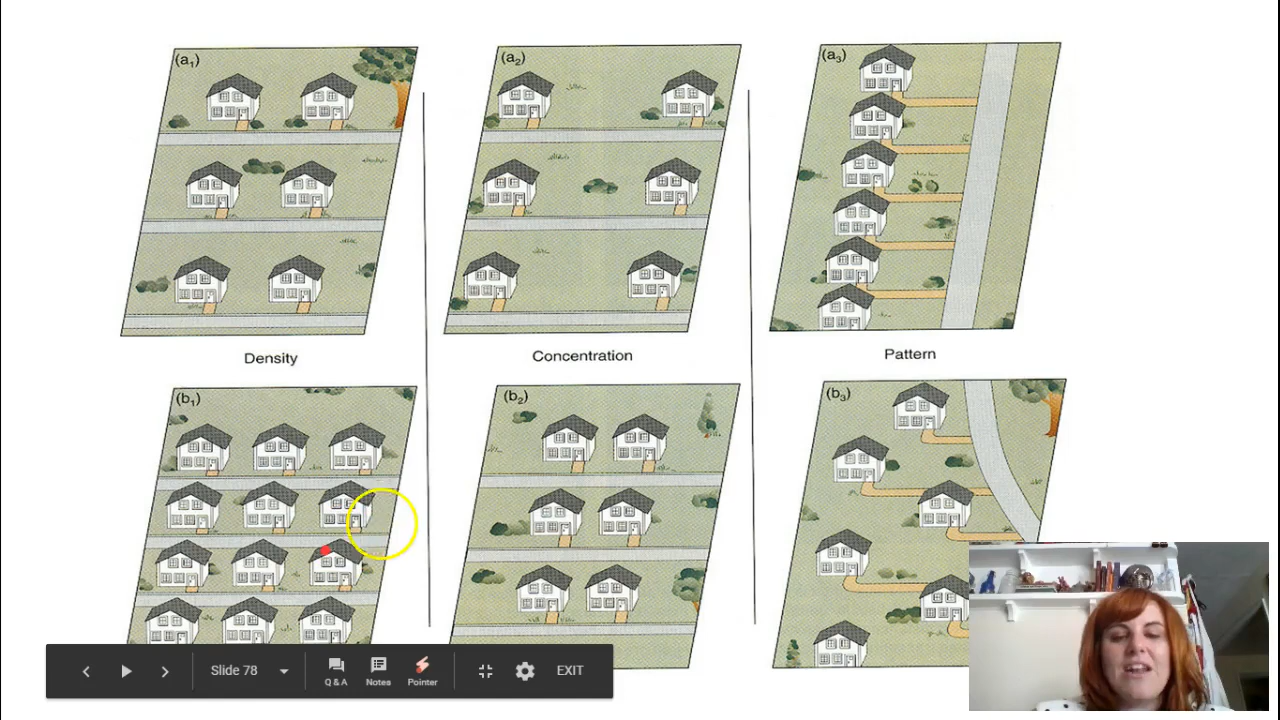 (a₁)
(a₂)
(a₃)
Density
Concentration
Pattern
(b₁)
(b₂)
(b₃)
Slide 78
Q & A
Notes
Pointer
EXIT